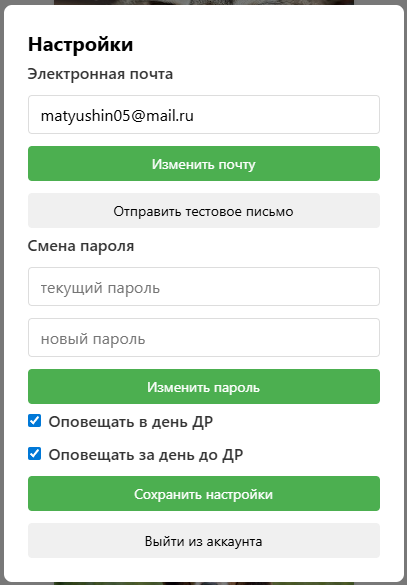 Настройки
Электронная почта
matyushin05@mail.ru
Изменить почту
Отправить тестовое письмо
Смена пароля
текущий пароль
новый пароль
Изменить пароль
Оповещать в день ДР
Оповещать за день до ДР
Сохранить настройки
Выйти из аккаунта